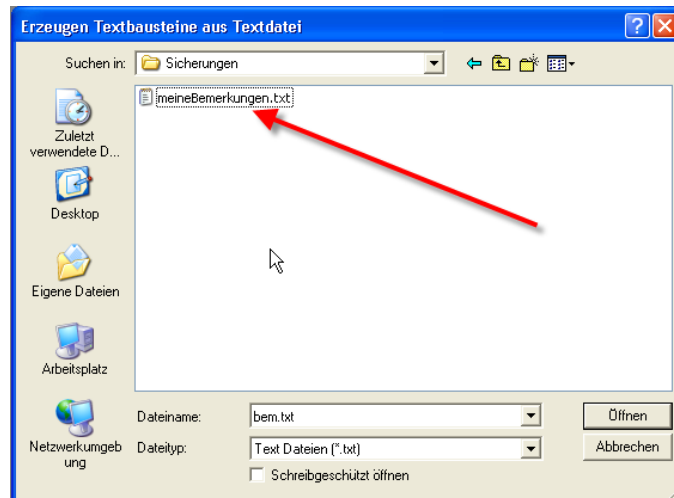 Erzeugen Textbausteine aus Textdatei
Suchen in: Sicherungen
meineBemerkungen.txt
Zuletzt
verwendete D...
Desktop
Eigene Dateien
Arbeitsplatz
Netzwerkumgeb
ung
Dateiname: bem.txt Öffnen
Dateityp: Text Dateien (*.txt) Abbrechen
Schreibgeschützt öffnen